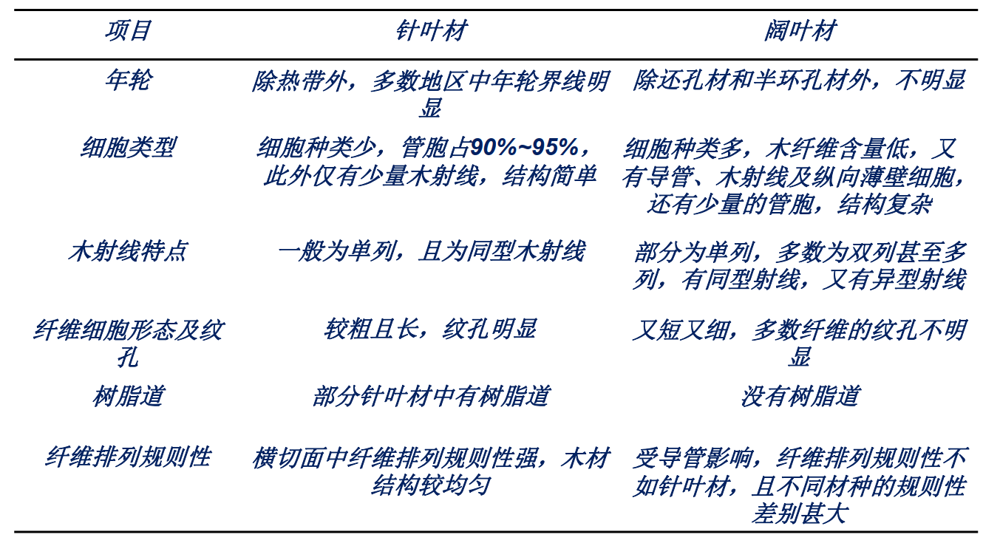 项目 针叶材 阔叶材
年轮 除热带外，多数地区中年轮界线明 除还孔材和半环孔材外，不明显
显
细胞类型 细胞种类少，管胞占90%~95%， 细胞种类多，木纤维含量低，又
此外仅有少量木射线，结构简单 有导管、木射线及纵向薄壁细胞，
还有少量的管胞，结构复杂
木射线特点 一般为单列，且为同型木射线 部分为单列，多数为双列甚至多
列，有同型射线，又有异型射线
纤维细胞形态及纹 较粗且长，纹孔明显 又短又细，多数纤维的纹孔不明
孔 显
树脂道 部分针叶材中有树脂道 没有树脂道
纤维排列规则性 横切面中纤维排列规则性强，木材 受导管影响，纤维排列规则性不
结构较均匀 如针叶材，且不同材种的规则性
差别甚大